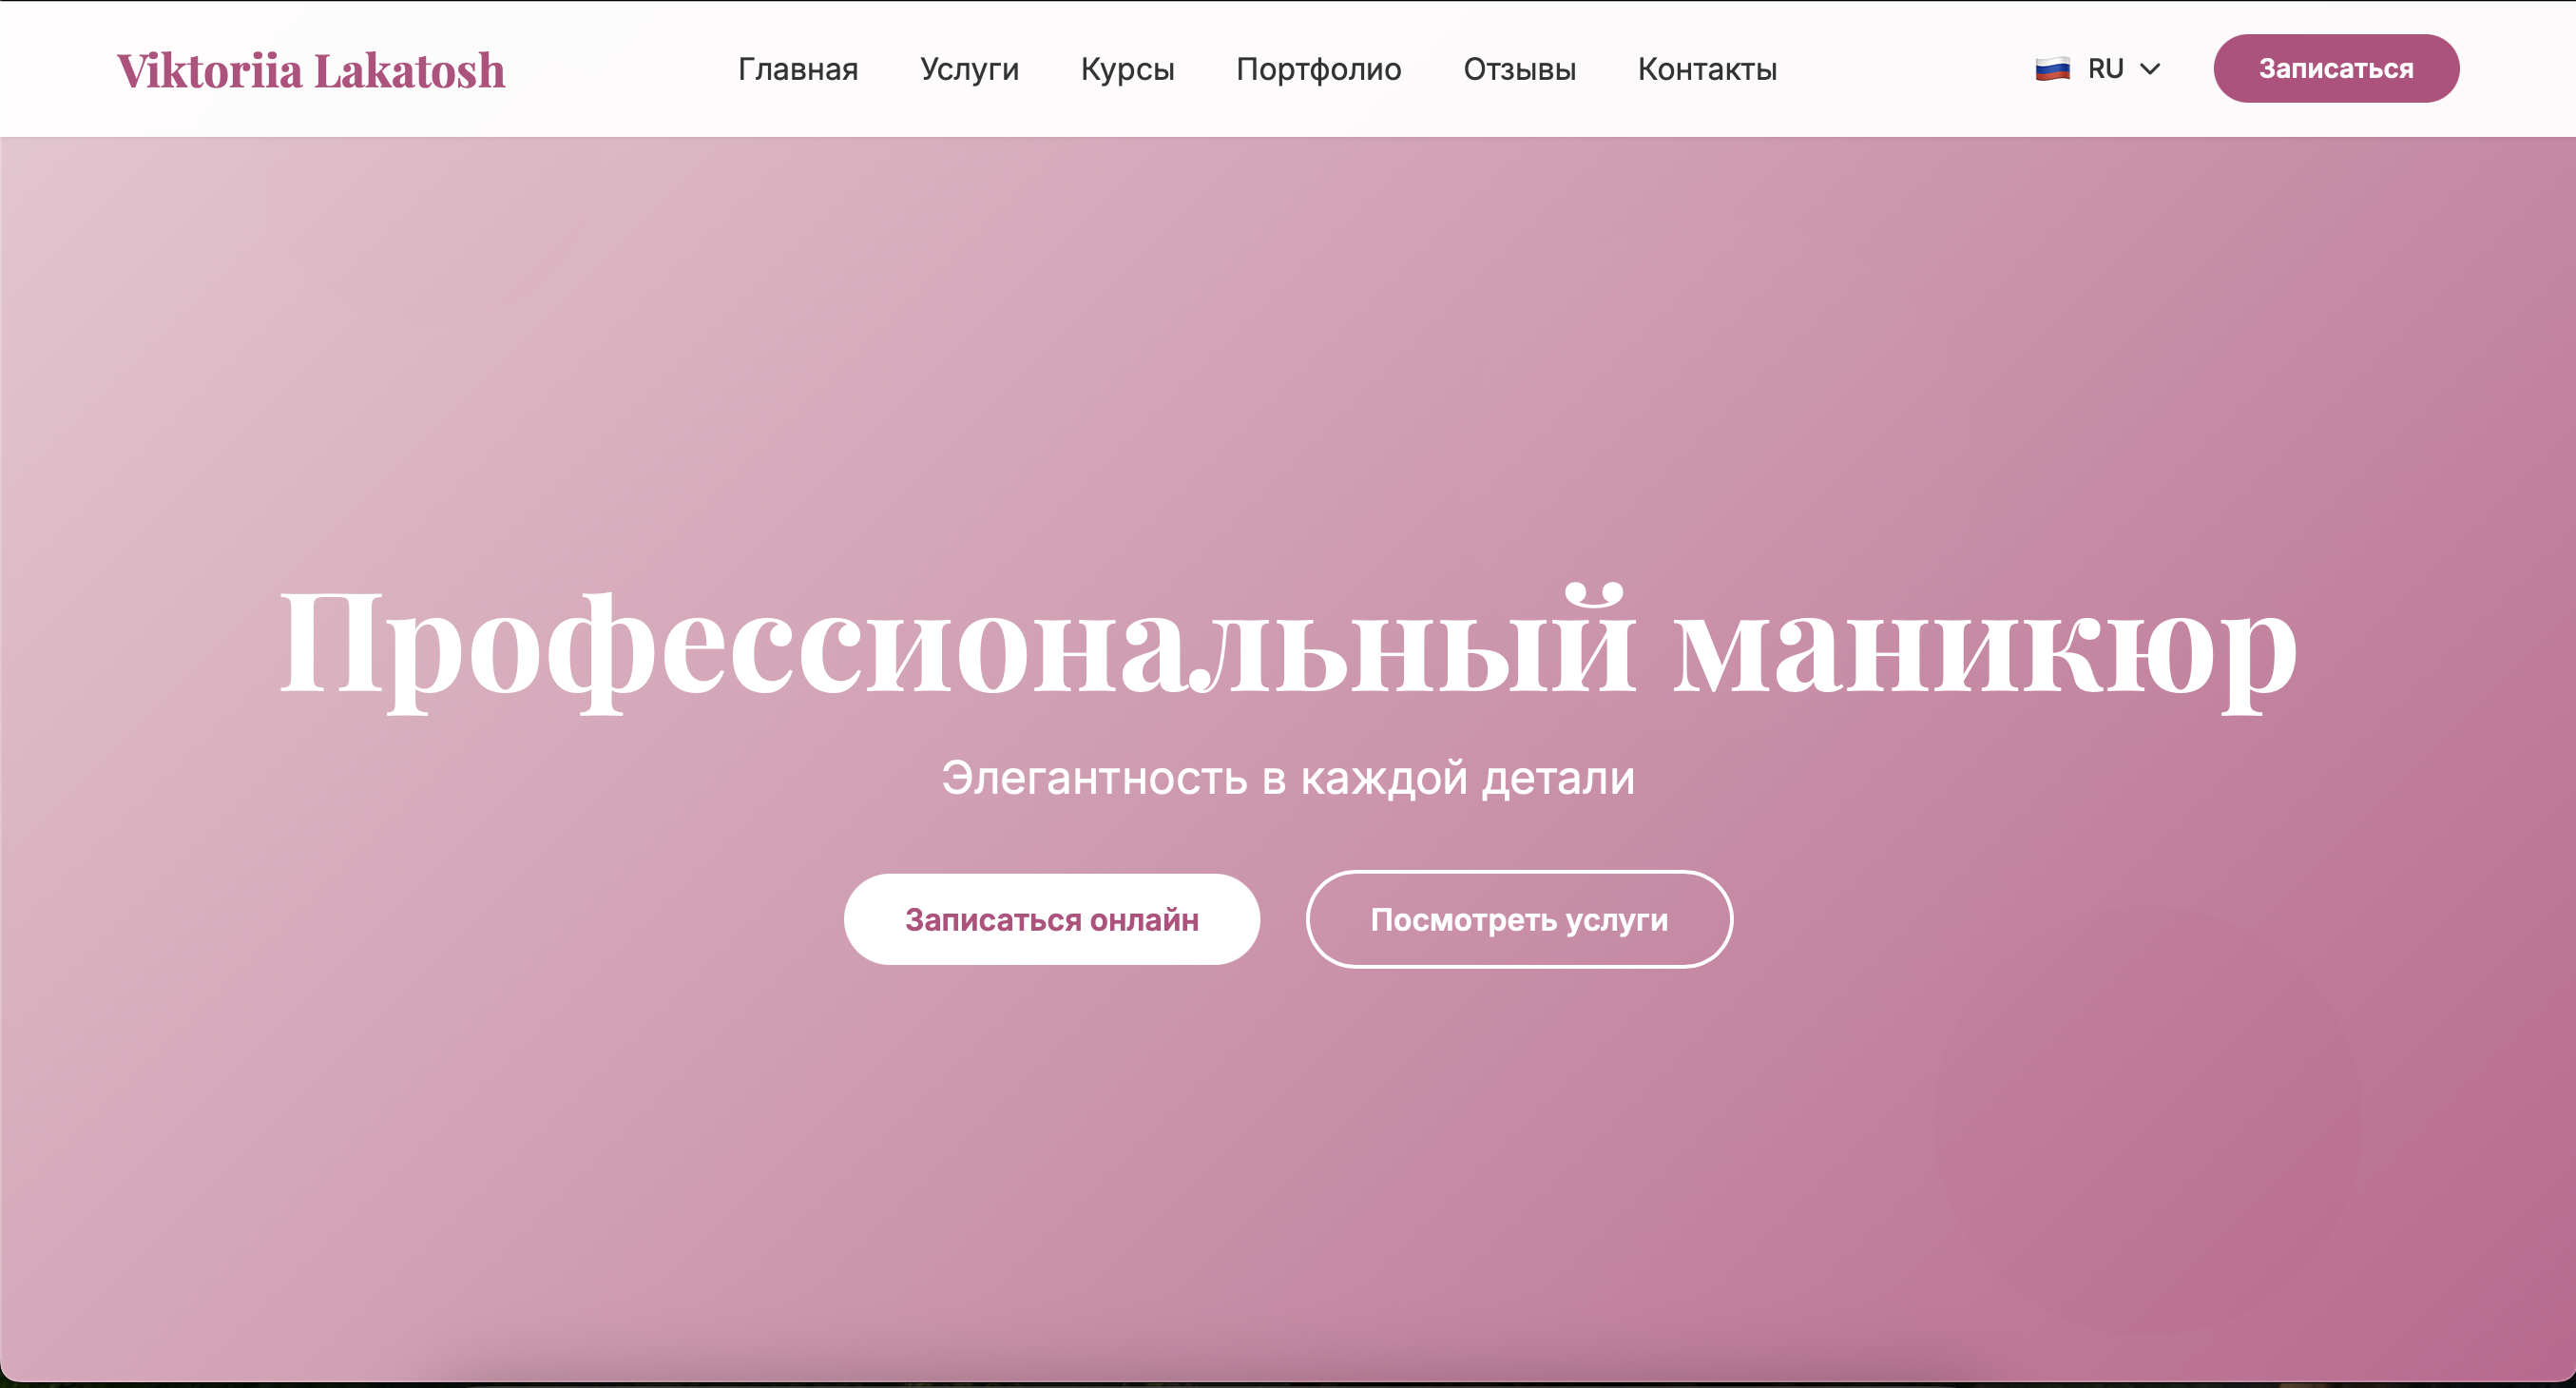 Viktoriia Lakatosh
Главная Услуги Курсы Портфолио Отзывы Контакты
RU
Записаться
Профессиональный маникюр
Элегантность в каждой детали
Записаться онлайн
Посмотреть услуги